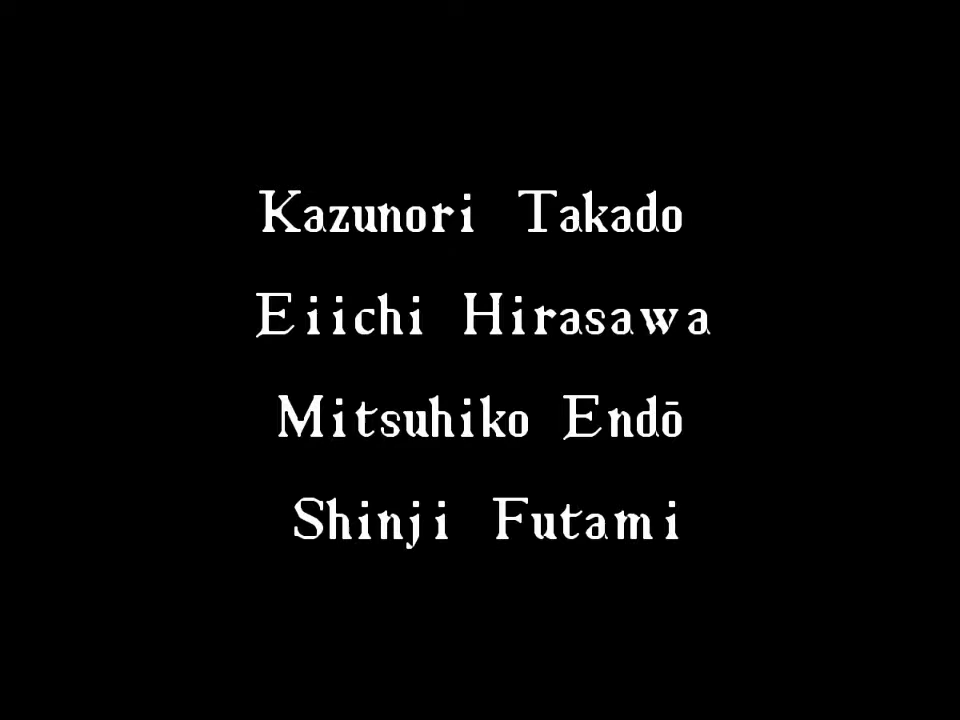 Kazunori Takado
Eiichi Hirasawa
Mitsuhiko Endō
Shinji Futami